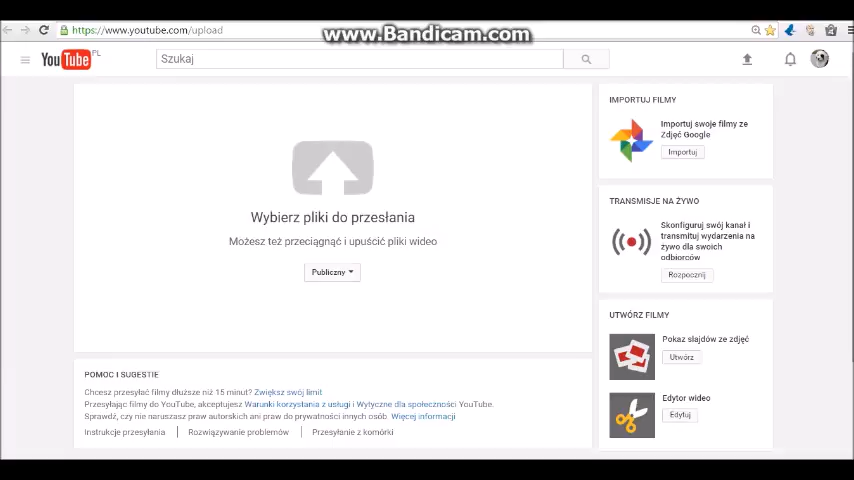 https://www.youtube.com/upload
www.Bandicam.com
YouTube PL
Szukaj
Wybierz pliki do przesłania
Możesz też przeciągnąć i upuścić pliki wideo
Publiczny
POMOC I SUGESTIE
Chcesz przesyłać filmy dłuższe niż 15 minut? Zwiększ swój limit
Przesyłając filmy do YouTube, akceptujesz Warunki korzystania z usługi i Wytyczne dla społeczności YouTube.
Sprawdź, czy nie naruszasz praw autorskich ani praw do prywatności innych osób. Więcej informacji
Instrukcje przesyłania
Rozwiązywanie problemów
Przesyłanie z komórki
IMPORTUJ FILMY
Importuj swoje filmy ze
Zdjęć Google
Importuj
TRANSMISJE NA ŻYWO
Skonfiguruj swój kanał i
transmituj wydarzenia na
żywo dla swoich
odbiorców
Rozpocznij
UTWÓRZ FILMY
Pokaz slajdów ze zdjęć
Utwórz
Edytor wideo
Edytuj